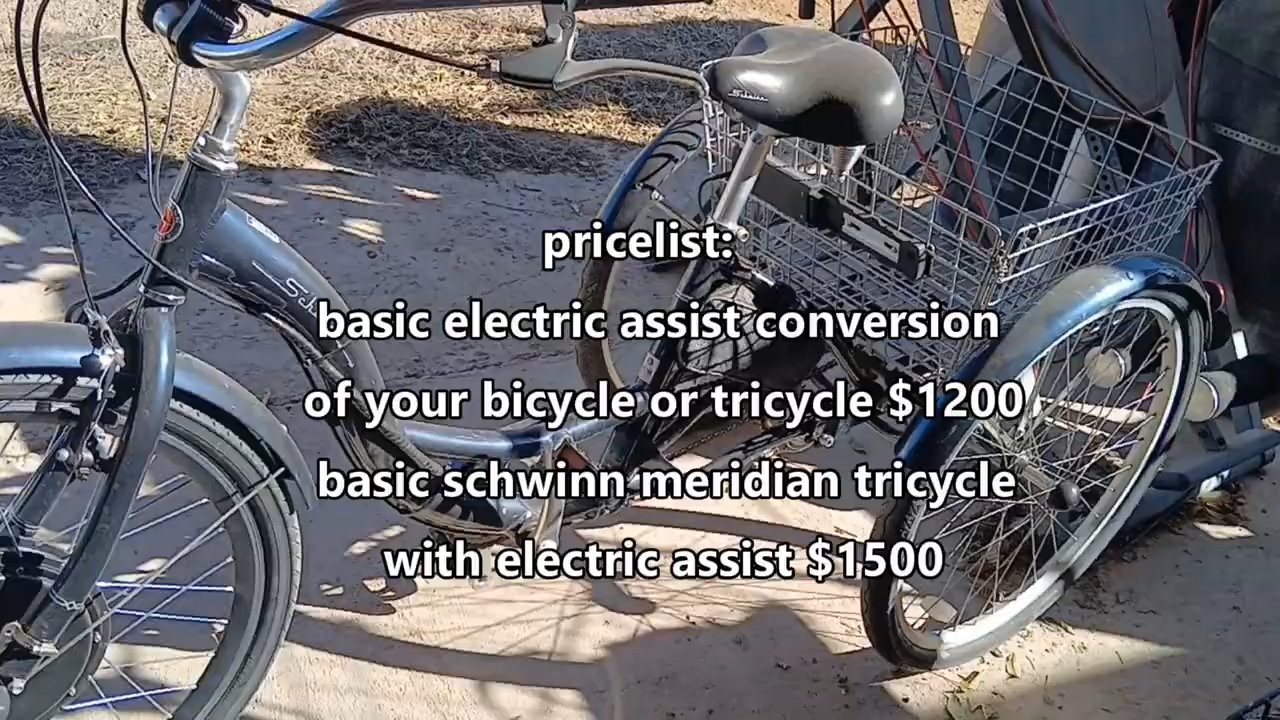 Schwinn
pricelist:
basic electric assist conversion
of your bicycle or tricycle $1200
basic schwinn meridian tricycle
with electric assist $1500